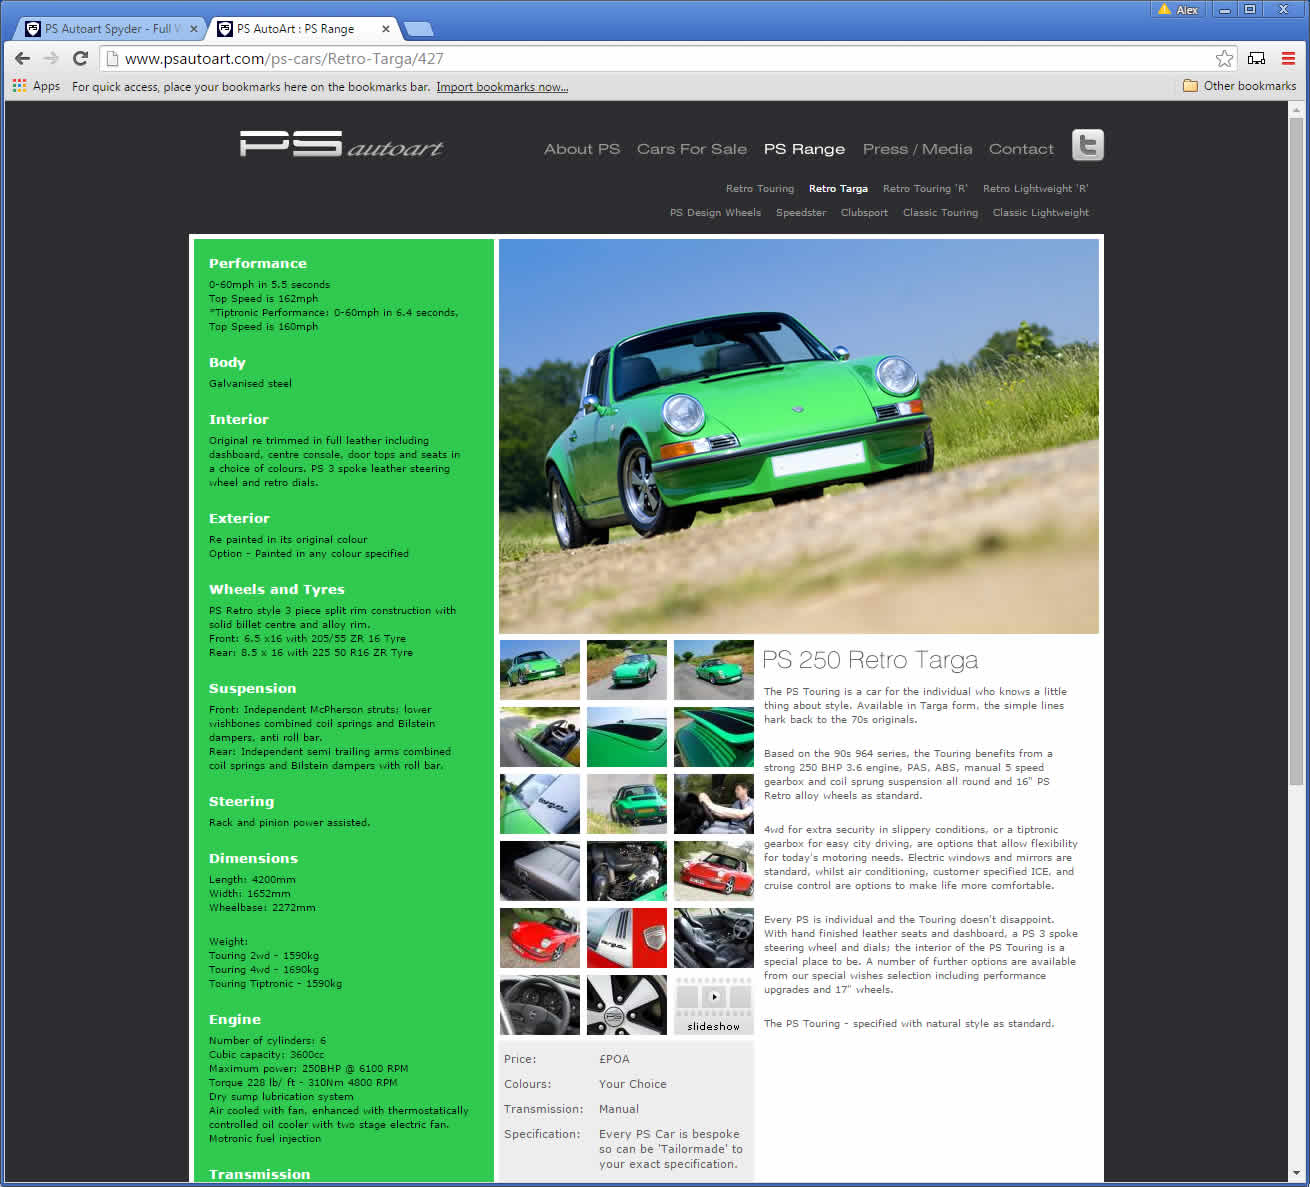 Alex
PS Autoart Spyder - Full W
PS AutoArt : PS Range
www.psautoart.com/ps-cars/Retro-Targa/427
Apps For quick access, place your bookmarks here on the bookmarks bar. Import bookmarks now... Other bookmarks
PS autoart
About PS Cars For Sale PS Range Press / Media Contact
Retro Touring Retro Targa Retro Touring 'R' Retro Lightweight 'R'
PS Design Wheels Speedster Clubsport Classic Touring Classic Lightweight
Performance
0-60mph in 5.5 seconds
Top Speed is 162mph
*Tiptronic Performance: 0-60mph in 6.4 seconds,
Top Speed is 160mph
Body
Galvanised steel
Interior
Original re trimmed in full leather including
dashboard, centre console, door tops and seats in
a choice of colours. PS 3 spoke leather steering
wheel and retro dials.
Exterior
Re painted in its original colour
Option - Painted in any colour specified
Wheels and Tyres
PS Retro style 3 piece split rim construction with
solid billet centre and alloy rim.
Front: 6.5 x16 with 205/55 ZR 16 Tyre
Rear: 8.5 x 16 with 225 50 R16 ZR Tyre
Suspension
Front: Independent McPherson struts; lower
wishbones combined coil springs and Bilstein
dampers, anti roll bar.
Rear: Independent semi trailing arms combined
coil springs and Bilstein dampers with roll bar.
Steering
Rack and pinion power assisted.
Dimensions
Length: 4200mm
Width: 1652mm
Wheelbase: 2272mm
Weight:
Touring 2wd - 1590kg
Touring 4wd - 1690kg
Touring Tiptronic - 1590kg
Engine
Number of cylinders: 6
Cubic capacity: 3600cc
Maximum power: 250BHP @ 6100 RPM
Torque 228 lb/ ft - 310Nm 4800 RPM
Dry sump lubrication system
Air cooled with fan, enhanced with thermostatically
controlled oil cooler with two stage electric fan.
Motronic fuel injection
Transmission
targa
targa
PS
slideshow
PS 250 Retro Targa
The PS Touring is a car for the individual who knows a little
thing about style. Available in Targa form, the simple lines
hark back to the 70s originals.
Based on the 90s 964 series, the Touring benefits from a
strong 250 BHP 3.6 engine, PAS, ABS, manual 5 speed
gearbox and coil sprung suspension all round and 16" PS
Retro alloy wheels as standard.
4wd for extra security in slippery conditions, or a tiptronic
gearbox for easy city driving, are options that allow flexibility
for today's motoring needs. Electric windows and mirrors are
standard, whilst air conditioning, customer specified ICE, and
cruise control are options to make life more comfortable.
Every PS is individual and the Touring doesn't disappoint.
With hand finished leather seats and dashboard, a PS 3 spoke
steering wheel and dials; the interior of the PS Touring is a
special place to be. A number of further options are available
from our special wishes selection including performance
upgrades and 17" wheels.
The PS Touring - specified with natural style as standard.
Price: £POA
Colours: Your Choice
Transmission: Manual
Specification: Every PS Car is bespoke
so can be 'Tailormade' to
your exact specification.